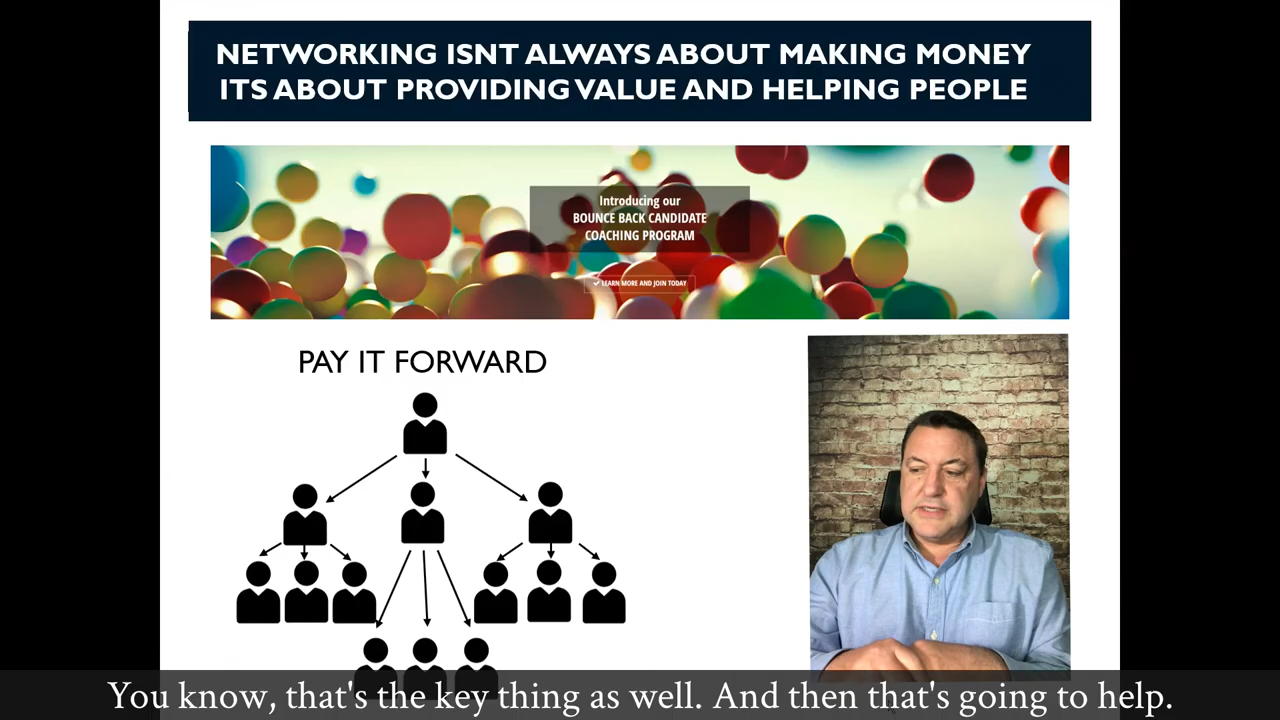 NETWORKING ISNT ALWAYS ABOUT MAKING MONEY
ITS ABOUT PROVIDING VALUE AND HELPING PEOPLE
Introducing our
BOUNCE BACK CANDIDATE
COACHING PROGRAM
LEARN MORE AND JOIN TODAY
PAY IT FORWARD
You know, that's the key thing as well. And then that's going to help.